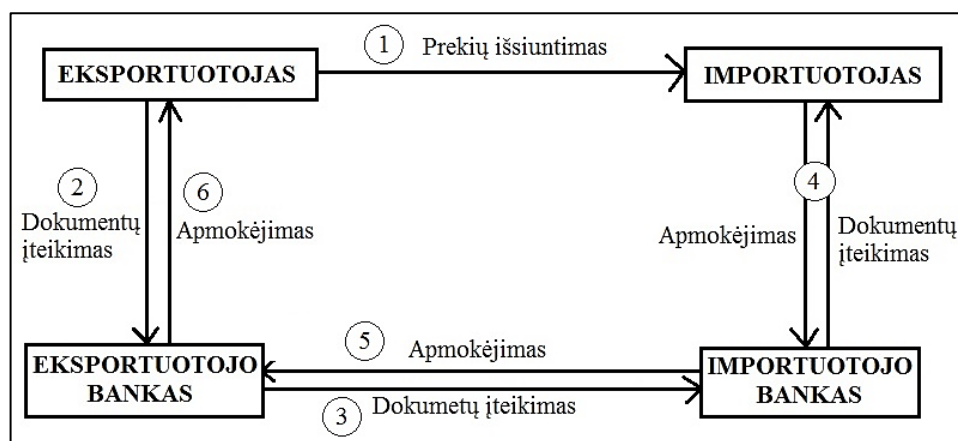 1
Prekių išsiuntimas
EKSPORTUOTOJAS
IMPORTUOTOJAS
2
Dokumentų
įteikimas
6
Apmokėjimas
4
Apmokėjimas
Dokumentų
įteikimas
EKSPORTUOTOJO
BANKAS
5
Apmokėjimas
3
Dokumetų įteikimas
IMPORTUOTOJO
BANKAS